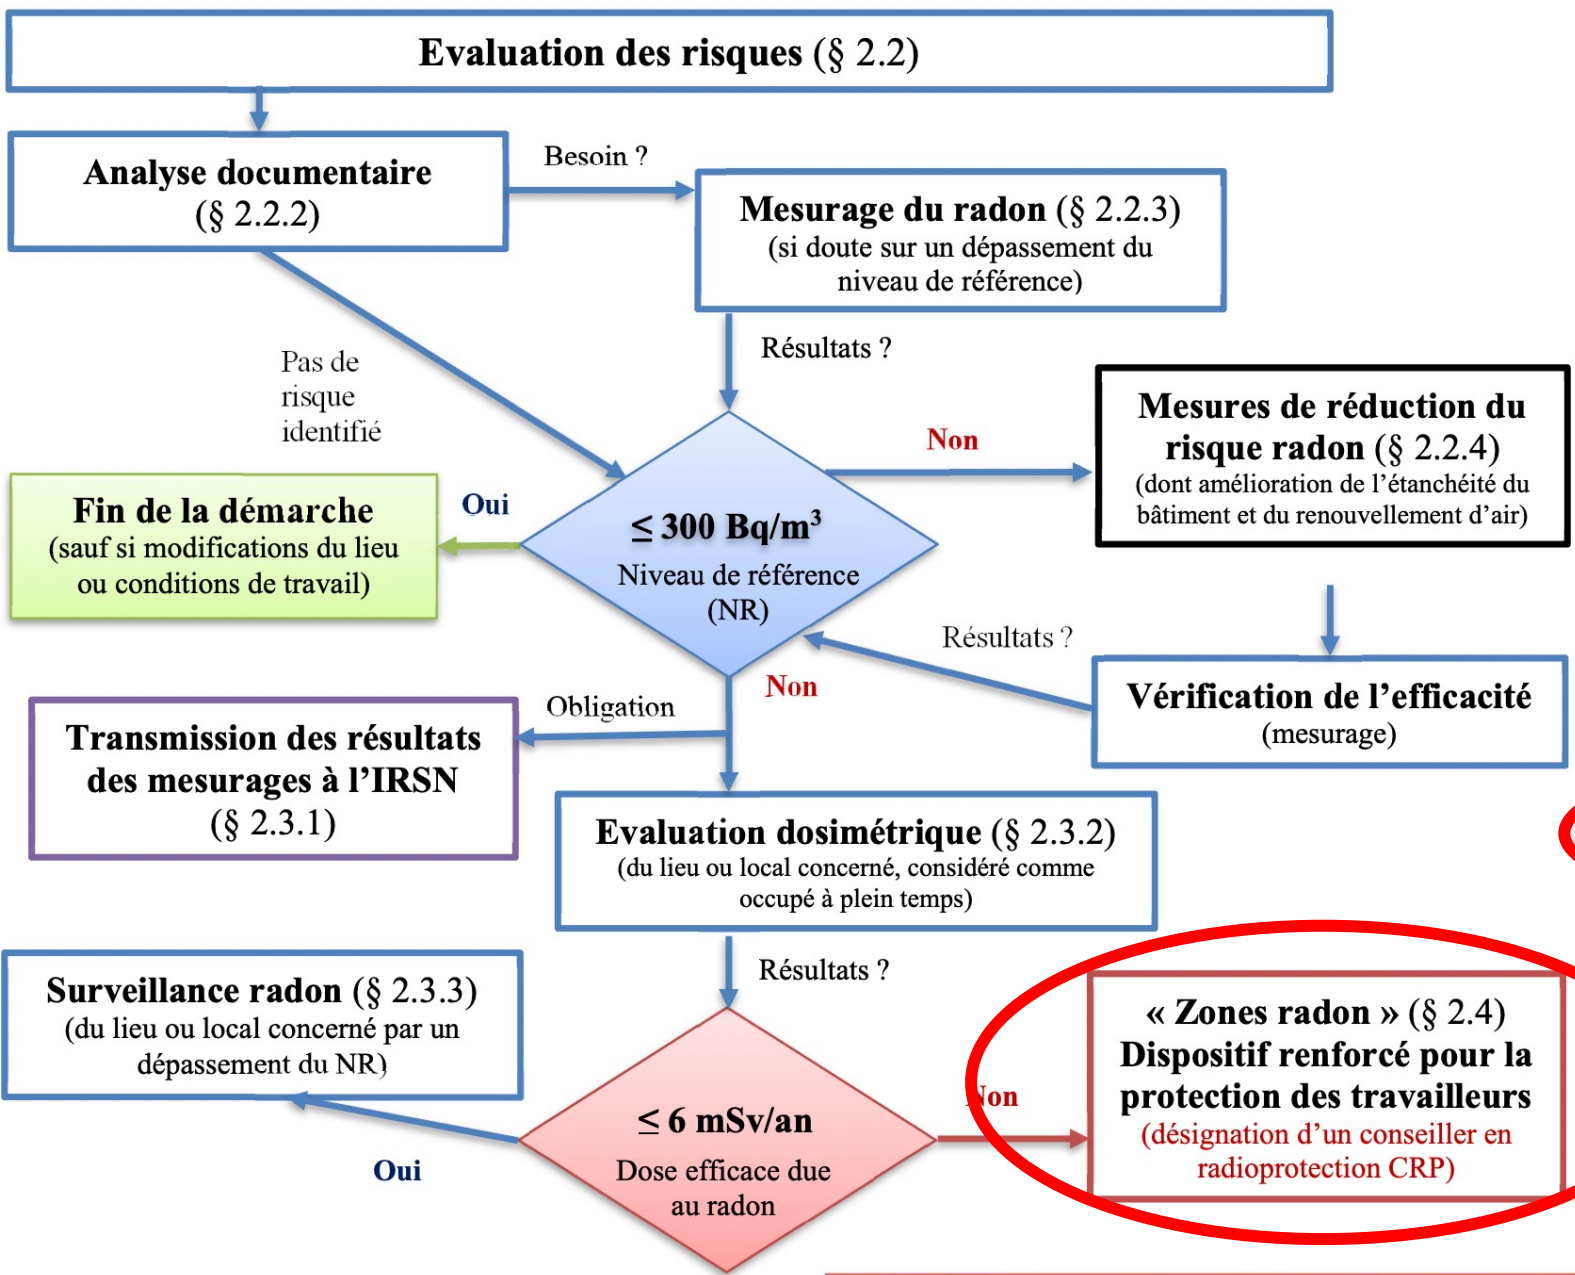 Evaluation des risques (§ 2.2)
Analyse documentaire
(§ 2.2.2)
Besoin ?
Mesurage du radon (§ 2.2.3)
(si doute sur un dépassement du
niveau de référence)
Pas de
risque
identifié
Résultats ?
Mesures de réduction du
risque radon (§ 2.2.4)
(dont amélioration de l’étanchéité du
bâtiment et du renouvellement d’air)
Non
Fin de la démarche
(sauf si modifications du lieu
ou conditions de travail)
Oui
≤ 300 Bq/m³
Niveau de référence
(NR)
Résultats ?
Vérification de l’efficacité
(mesurage)
Non
Obligation
Transmission des résultats
des mesurages à l’IRSN
(§ 2.3.1)
Evaluation dosimétrique (§ 2.3.2)
(du lieu ou local concerné, considéré comme
occupé à plein temps)
Résultats ?
Surveillance radon (§ 2.3.3)
(du lieu ou local concerné par un
dépassement du NR)
Oui
≤ 6 mSv/an
Dose efficace due
au radon
Non
« Zones radon » (§ 2.4)
Dispositif renforcé pour la
protection des travailleurs
(désignation d’un conseiller en
radioprotection CRP)